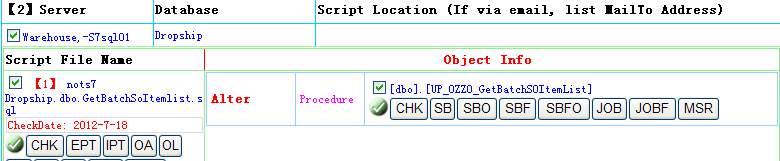 【2】Server Database Script Location (If via email, list MailTo Address)
Warehouse,-S7sql01 Dropship
Script File Name Object Info
【1】 nots7
Dropship.dbo.GetBatchSoItemlist.s
ql
CheckDate: 2012-7-18
CHK EPT IPT OA OL
Alter Procedure [dbo].[UP_OZZO_GetBatchSOItemList]
CHK SB SBO SBF SBFO JOB JOBF MSR